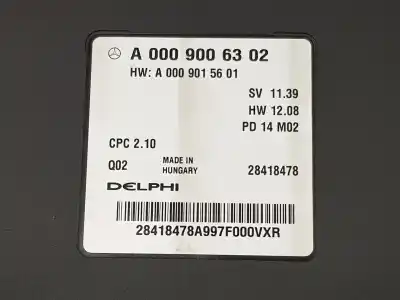 A 000 900 63 02
HW: A 000 901 56 01
SV 11.39
HW 12.08
PD 14 M02
CPC 2.10
Q02 MADE IN HUNGARY 28418478
DELPHI
28418478A997F000VXR